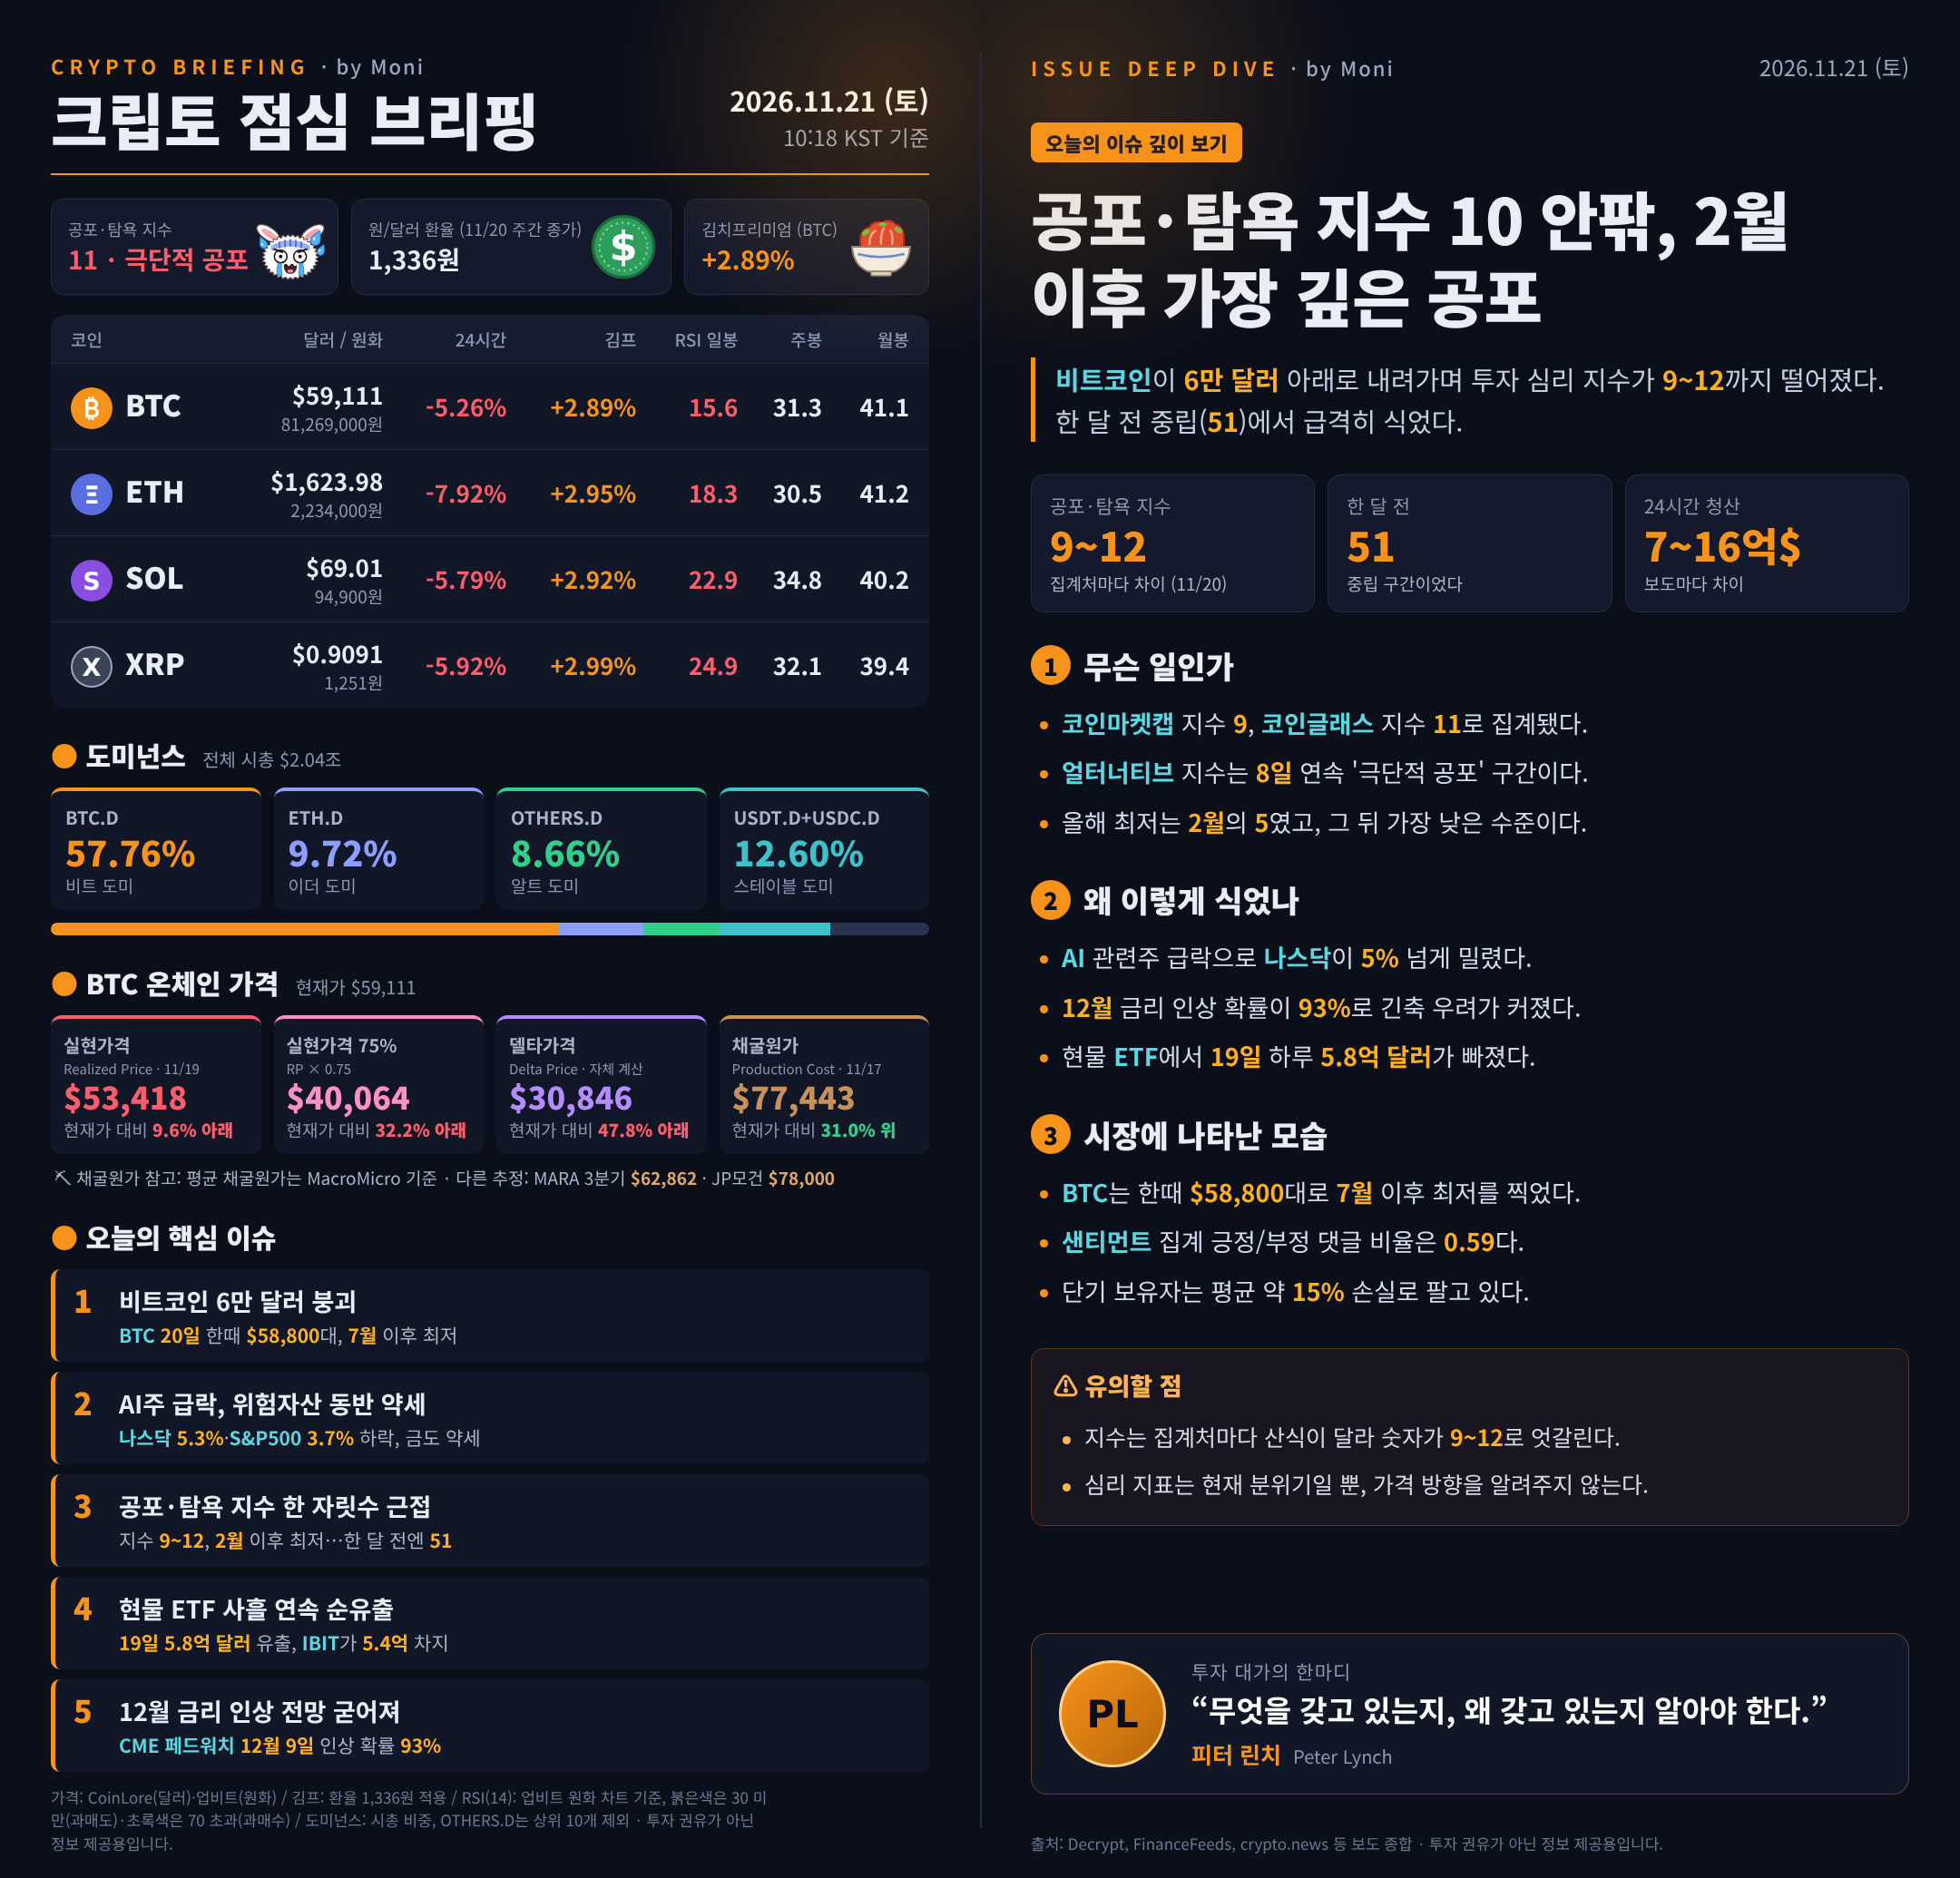 CRYPTO BRIEFING · by Moni
크립토 점심 브리핑
2026.11.21 (토)
10:18 KST 기준
공포·탐욕 지수
11 · 극단적 공포
원/달러 환율 (11/20 주간 종가)
1,336원
$
김치프리미엄 (BTC)
+2.89%
코인 달러 / 원화 24시간 김프 RSI 일봉 주봉 월봉
₿ BTC $59,111 -5.26% +2.89% 15.6 31.3 41.1
81,269,000원
Ξ ETH $1,623.98 -7.92% +2.95% 18.3 30.5 41.2
2,234,000원
S SOL $69.01 -5.79% +2.92% 22.9 34.8 40.2
94,900원
X XRP $0.9091 -5.92% +2.99% 24.9 32.1 39.4
1,251원
도미넌스 전체 시총 $2.04조
BTC.D
57.76%
비트 도미
ETH.D
9.72%
이더 도미
OTHERS.D
8.66%
알트 도미
USDT.D+USDC.D
12.60%
스테이블 도미
BTC 온체인 가격 현재가 $59,111
실현가격
Realized Price · 11/19
$53,418
현재가 대비 9.6% 아래
실현가격 75%
RP × 0.75
$40,064
현재가 대비 32.2% 아래
델타가격
Delta Price · 자체 계산
$30,846
현재가 대비 47.8% 아래
채굴원가
Production Cost · 11/17
$77,443
현재가 대비 31.0% 위
⛏ 채굴원가 참고: 평균 채굴원가는 MacroMicro 기준 · 다른 추정: MARA 3분기 $62,862 · JP모건 $78,000
오늘의 핵심 이슈
1 비트코인 6만 달러 붕괴
BTC 20일 한때 $58,800대, 7월 이후 최저
2 AI주 급락, 위험자산 동반 약세
나스닥 5.3%·S&P500 3.7% 하락, 금도 약세
3 공포·탐욕 지수 한 자릿수 근접
지수 9~12, 2월 이후 최저…한 달 전엔 51
4 현물 ETF 사흘 연속 순유출
19일 5.8억 달러 유출, IBIT가 5.4억 차지
5 12월 금리 인상 전망 굳어져
CME 페드워치 12월 9일 인상 확률 93%
가격: CoinLore(달러)·업비트(원화) / 김프: 환율 1,336원 적용 / RSI(14): 업비트 원화 차트 기준, 붉은색은 30 미
만(과매도)·초록색은 70 초과(과매수) / 도미넌스: 시총 비중, OTHERS.D는 상위 10개 제외 · 투자 권유가 아닌
정보 제공용입니다.
ISSUE DEEP DIVE · by Moni
2026.11.21 (토)
오늘의 이슈 깊이 보기
공포·탐욕 지수 10 안팎, 2월
이후 가장 깊은 공포
비트코인이 6만 달러 아래로 내려가며 투자 심리 지수가 9~12까지 떨어졌다.
한 달 전 중립(51)에서 급격히 식었다.
공포·탐욕 지수
9~12
집계처마다 차이 (11/20)
한 달 전
51
중립 구간이었다
24시간 청산
7~16억$
보도마다 차이
1 무슨 일인가
• 코인마켓캡 지수 9, 코인글래스 지수 11로 집계됐다.
• 얼터너티브 지수는 8일 연속 '극단적 공포' 구간이다.
• 올해 최저는 2월의 5였고, 그 뒤 가장 낮은 수준이다.
2 왜 이렇게 식었나
• AI 관련주 급락으로 나스닥이 5% 넘게 밀렸다.
• 12월 금리 인상 확률이 93%로 긴축 우려가 커졌다.
• 현물 ETF에서 19일 하루 5.8억 달러가 빠졌다.
3 시장에 나타난 모습
• BTC는 한때 $58,800대로 7월 이후 최저를 찍었다.
• 샌티먼트 집계 긍정/부정 댓글 비율은 0.59다.
• 단기 보유자는 평균 약 15% 손실로 팔고 있다.
⚠ 유의할 점
• 지수는 집계처마다 산식이 달라 숫자가 9~12로 엇갈린다.
• 심리 지표는 현재 분위기일 뿐, 가격 방향을 알려주지 않는다.
PL
투자 대가의 한마디
“무엇을 갖고 있는지, 왜 갖고 있는지 알아야 한다.”
피터 린치 Peter Lynch
출처: Decrypt, FinanceFeeds, crypto.news 등 보도 종합 · 투자 권유가 아닌 정보 제공용입니다.